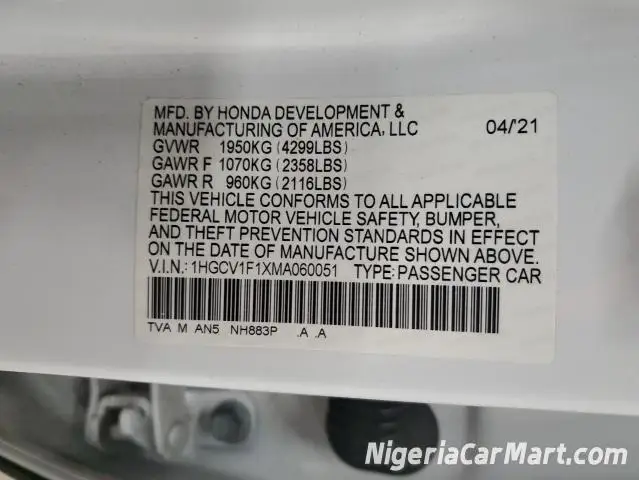 MFD. BY HONDA DEVELOPMENT &
MANUFACTURING OF AMERICA, LLC 04/'21
GVWR 1950KG (4299LBS)
GAWR F 1070KG (2358LBS)
GAWR R 960KG (2116LBS)
THIS VEHICLE CONFORMS TO ALL APPLICABLE
FEDERAL MOTOR VEHICLE SAFETY, BUMPER,
AND THEFT PREVENTION STANDARDS IN EFFECT
ON THE DATE OF MANUFACTURE SHOWN ABOVE.
V.I.N.: 1HGCV1F1XMA060051 TYPE: PASSENGER CAR
TVA M AN5 NH883P .A .A
NigeriaCarMart.com